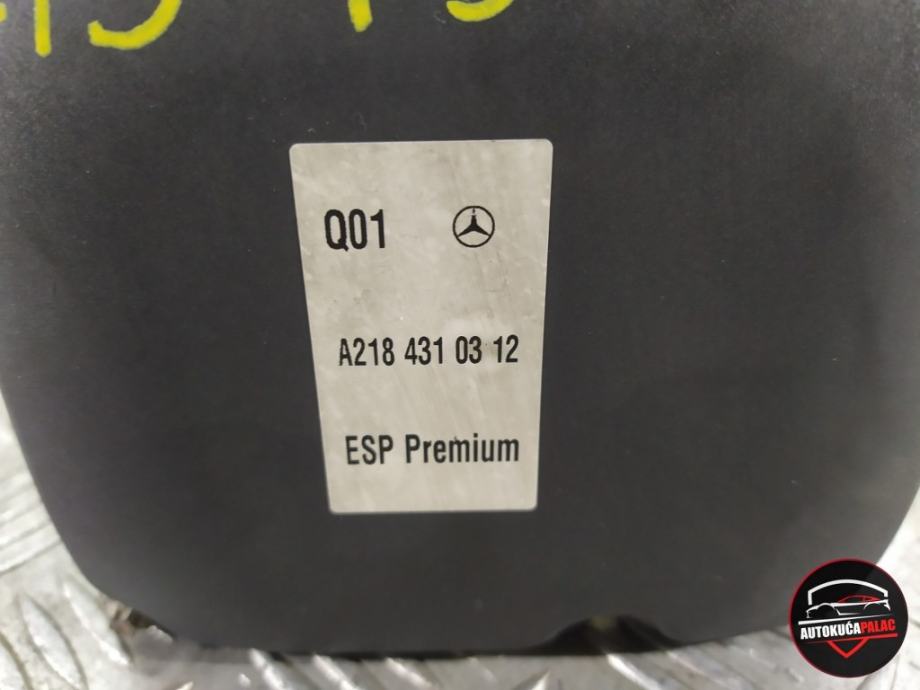 Q01
A218 431 03 12
ESP Premium
AUTOKUĆAPALAC